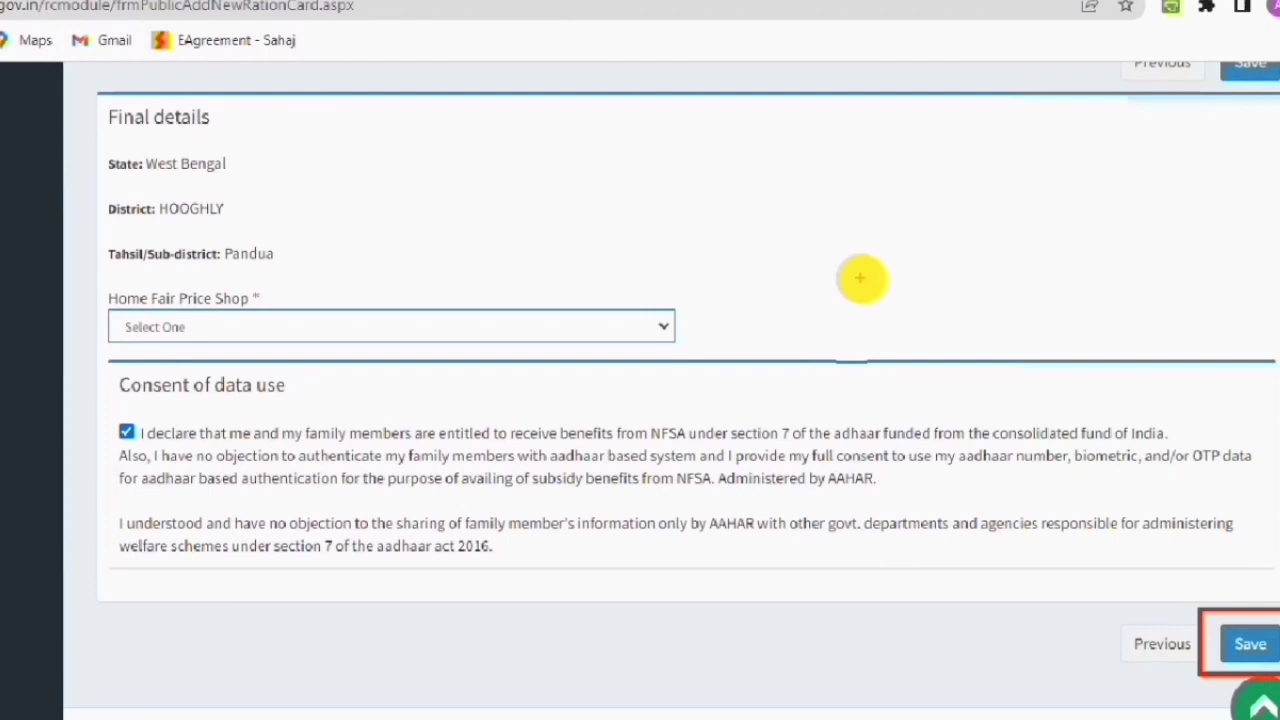 gov.in/rcmodule/frmPublicAddNewRationCard.aspx
Maps Gmail EAgreement - Sahaj
Previous Save
Final details
State: West Bengal
District: HOOGHLY
Tahsil/Sub-district: Pandua
Home Fair Price Shop *
Select One
Consent of data use
I declare that me and my family members are entitled to receive benefits from NFSA under section 7 of the adhaar funded from the consolidated fund of India.
Also, I have no objection to authenticate my family members with aadhaar based system and I provide my full consent to use my aadhaar number, biometric, and/or OTP data
for aadhaar based authentication for the purpose of availing of subsidy benefits from NFSA. Administered by AAHAR.
I understood and have no objection to the sharing of family member's information only by AAHAR with other govt. departments and agencies responsible for administering
welfare schemes under section 7 of the aadhaar act 2016.
Previous Save